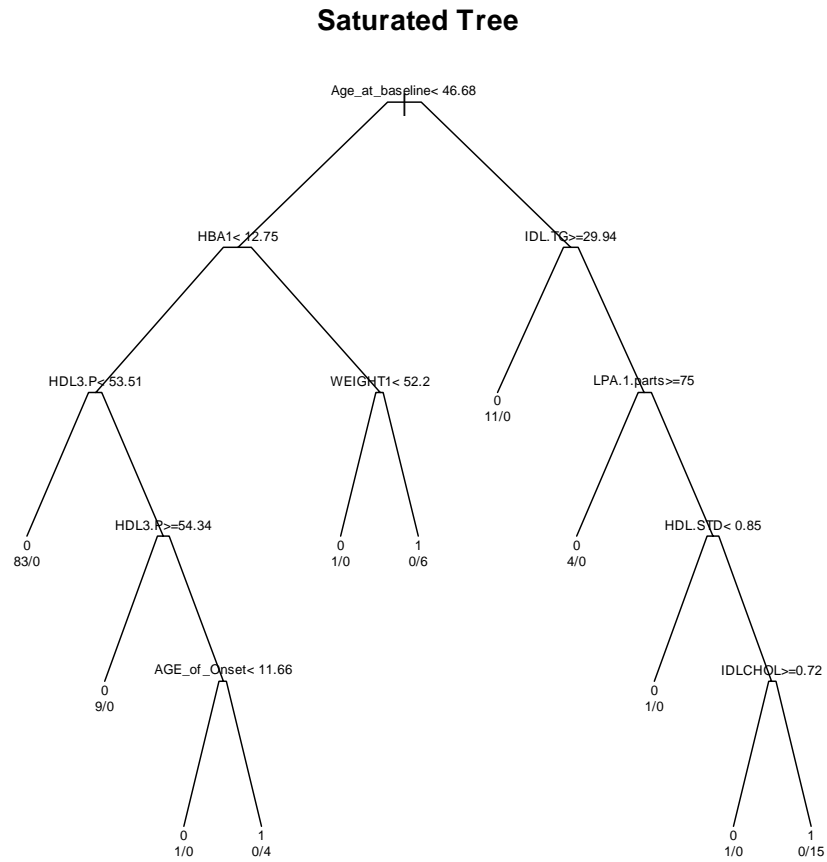 Saturated Tree
Age_at_baseline< 46.68
HBA1< 12.75
IDL.TG>=29.94
HDL3.P< 53.51
WEIGHT1< 52.2
0
11/0
LPA.1.parts>=75
0
83/0
HDL3.P>=54.34
0
1/0
1
0/6
0
4/0
HDL.STD< 0.85
0
9/0
AGE_of_Onset< 11.66
0
1/0
IDLCHOL>=0.72
0
1/0
1
0/4
0
1/0
1
0/15